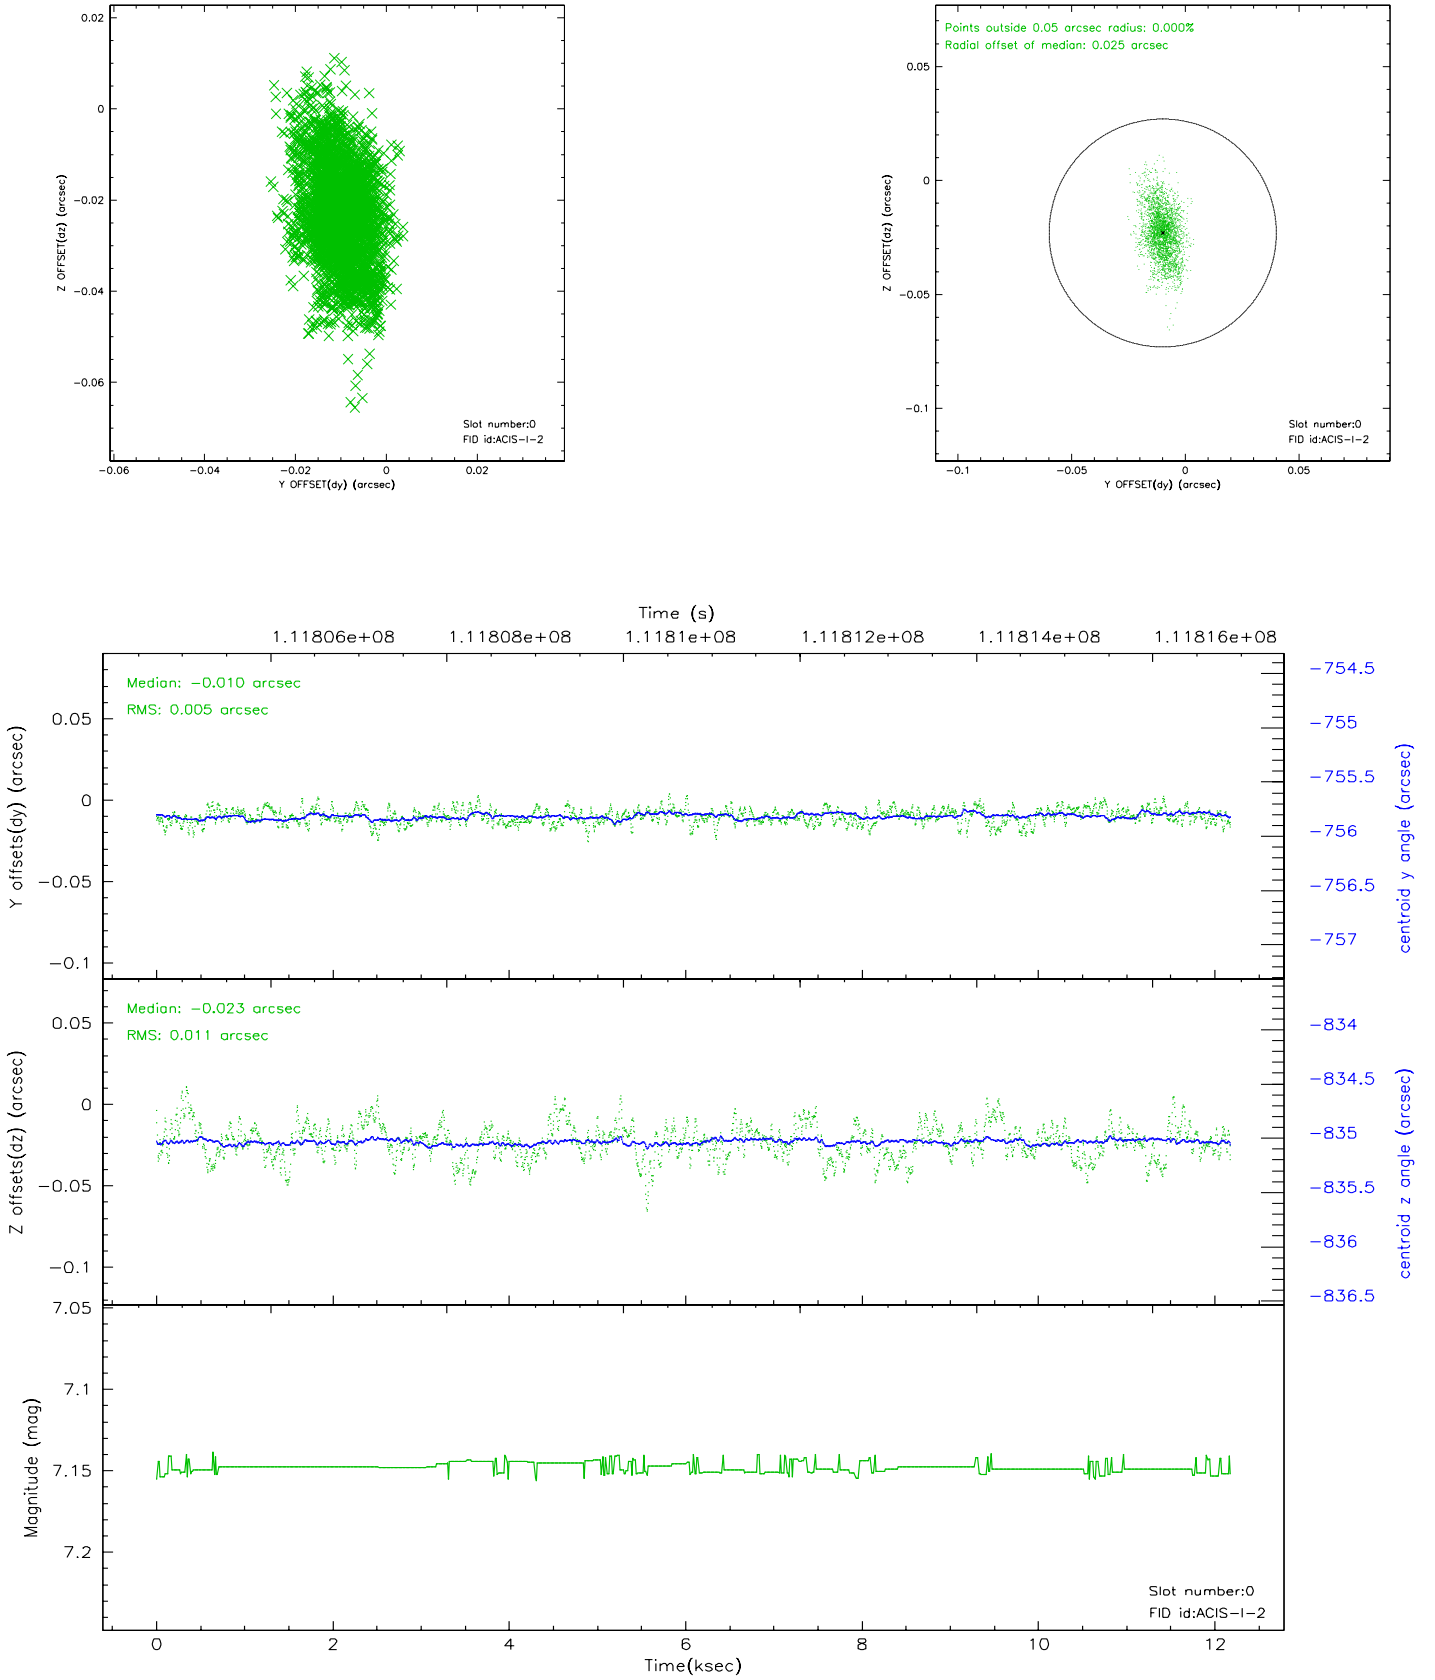 0.02
0
-0.02
-0.04
-0.06
Z OFFSET(dz) (arcsec)
Slot number:0
FID id:ACIS-I-2
-0.06 -0.04 -0.02 0 0.02
Y OFFSET(dy) (arcsec)
Points outside 0.05 arcsec radius: 0.000%
Radial offset of median: 0.025 arcsec
0.05
0
-0.05
-0.1
Z OFFSET(dz) (arcsec)
Slot number:0
FID id:ACIS-I-2
-0.1 -0.05 0 0.05
Y OFFSET(dy) (arcsec)
Time (s)
1.11806e+08 1.11808e+08 1.1181e+08 1.11812e+08 1.11814e+08 1.11816e+08
Median: -0.010 arcsec
RMS: 0.005 arcsec
0.05
0
-0.05
-0.1
Y offsets(dy) (arcsec)
-754.5
-755
-755.5
-756
-756.5
-757
centroid y angle (arcsec)
Median: -0.023 arcsec
RMS: 0.011 arcsec
0.05
0
-0.05
-0.1
Z offsets(dz) (arcsec)
-834
-834.5
-835
-835.5
-836
-836.5
centroid z angle (arcsec)
7.05
7.1
7.15
7.2
Magnitude (mag)
Slot number:0
FID id:ACIS-I-2
0 2 4 6 8 10 12
Time(ksec)